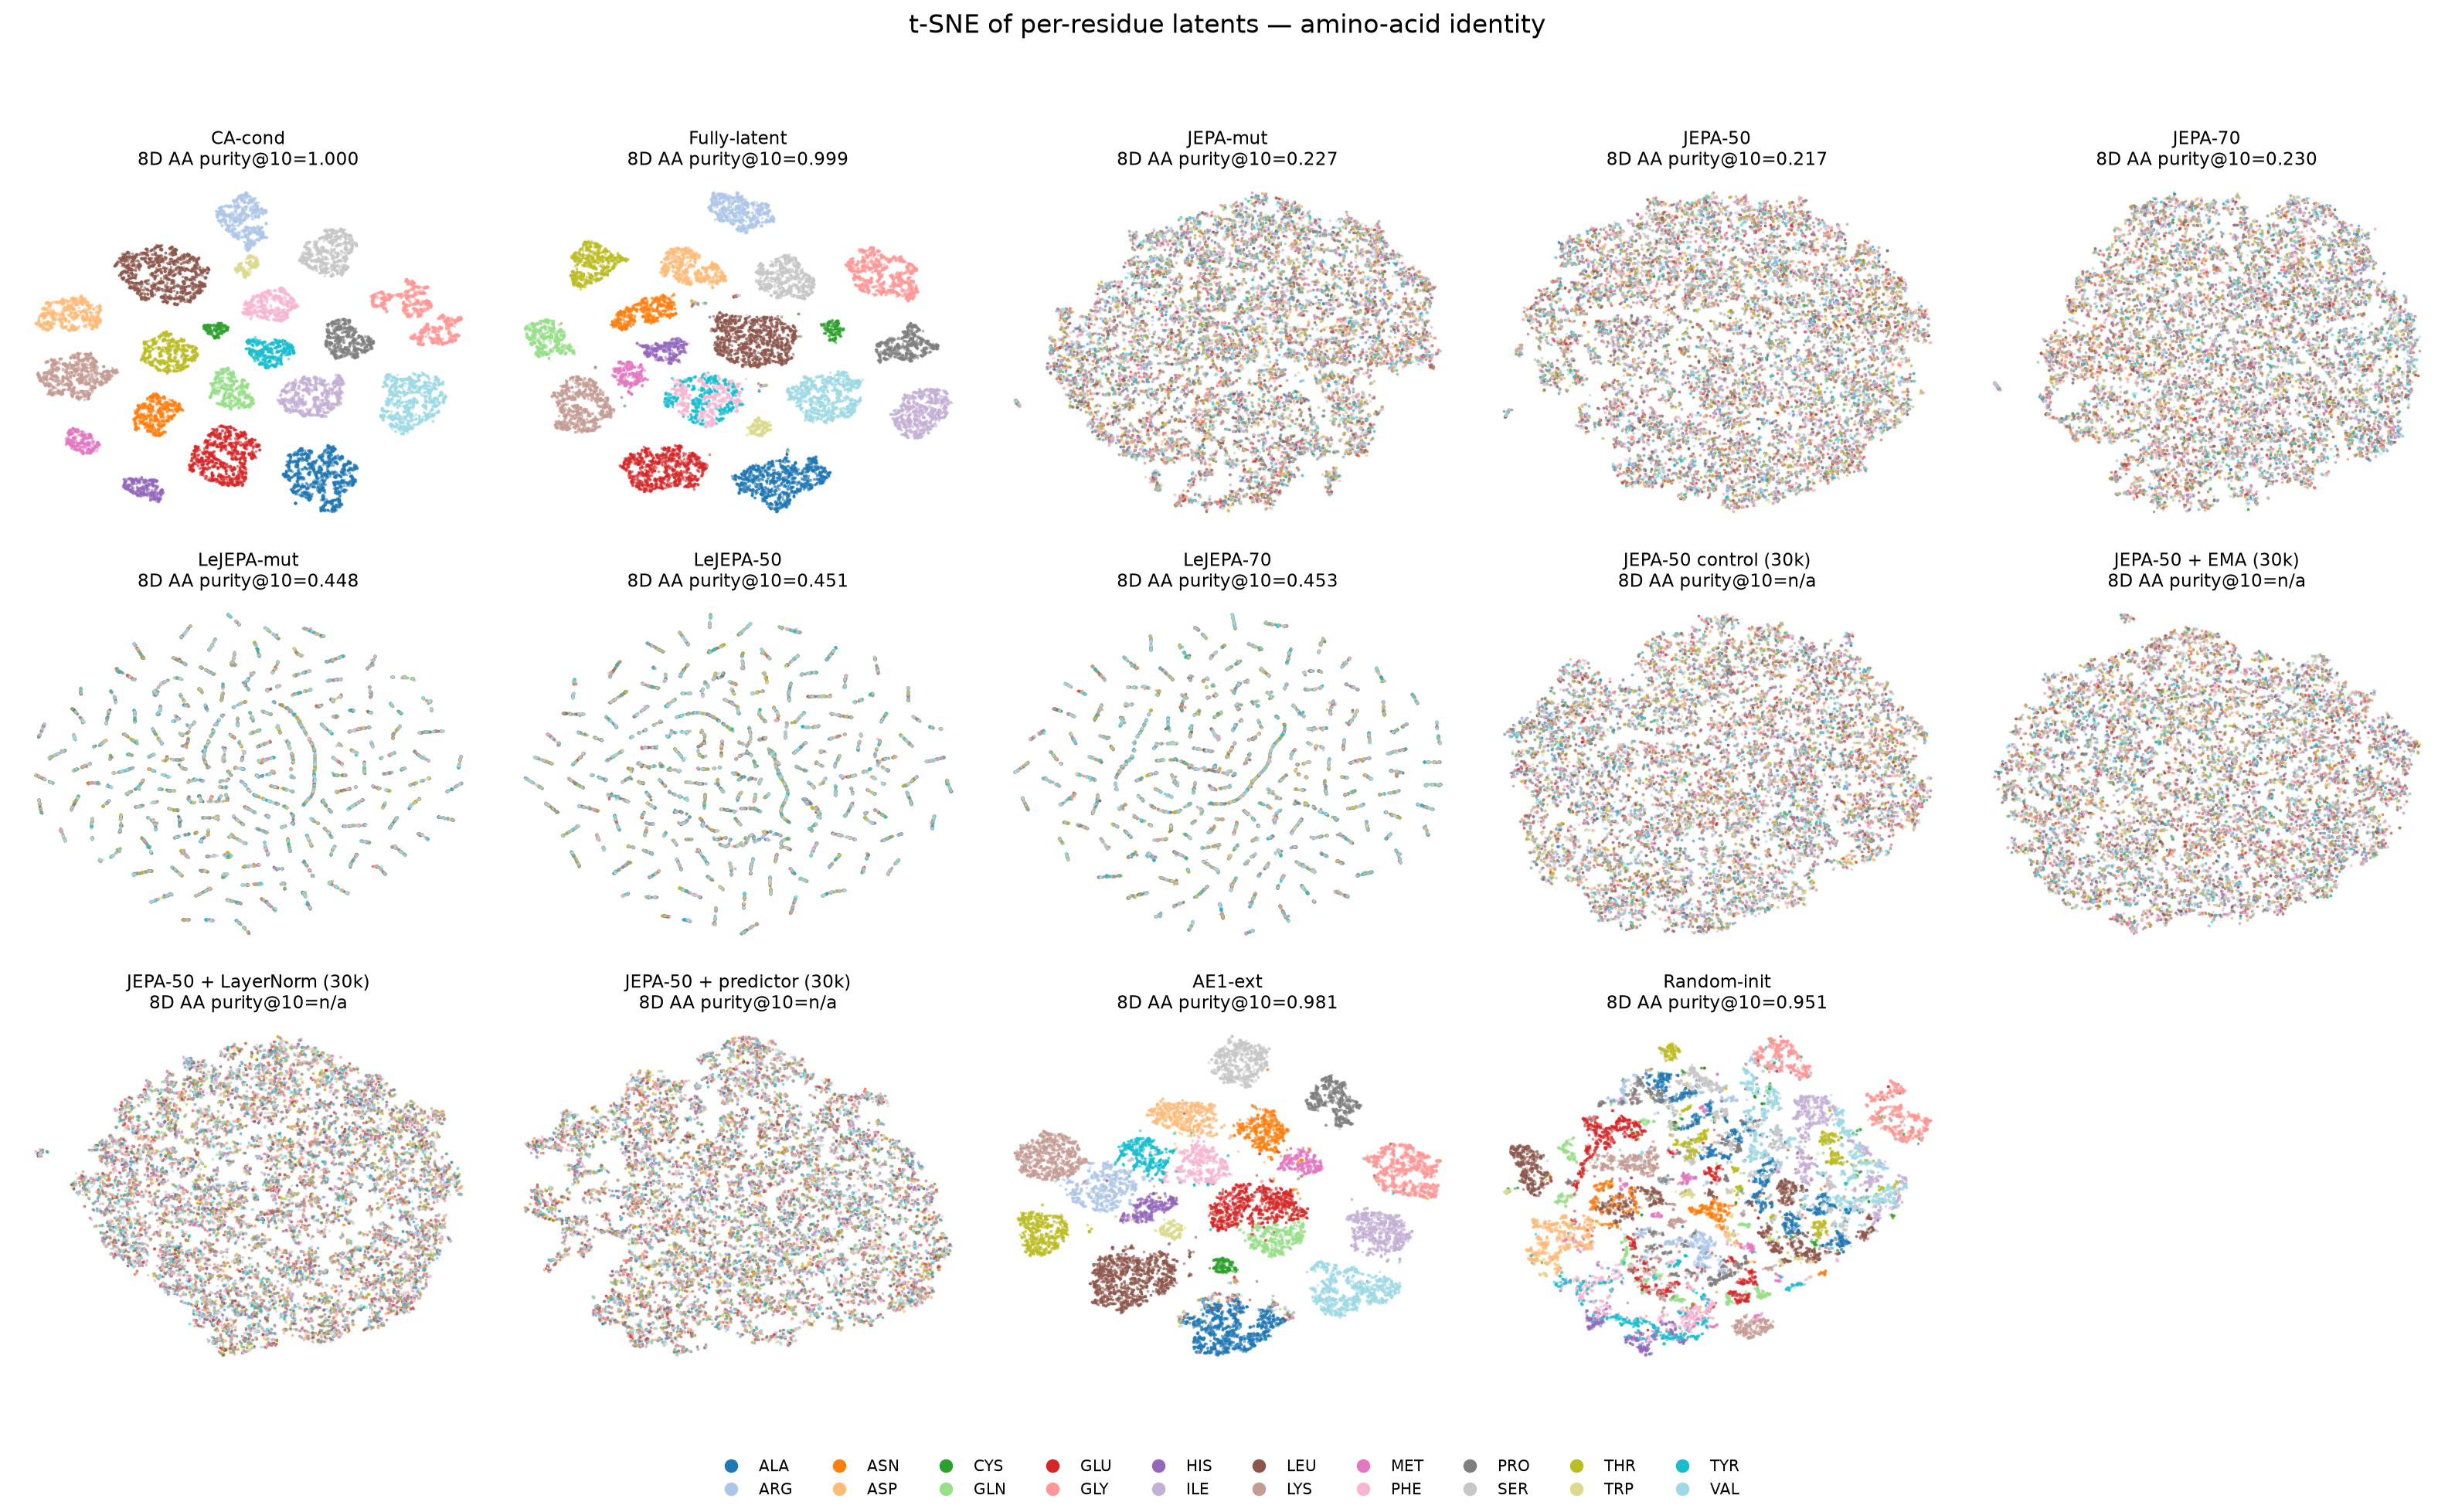 t-SNE of per-residue latents — amino-acid identity
CA-cond
8D AA purity@10=1.000
Fully-latent
8D AA purity@10=0.999
JEPA-mut
8D AA purity@10=0.227
JEPA-50
8D AA purity@10=0.217
JEPA-70
8D AA purity@10=0.230
LeJEPA-mut
8D AA purity@10=0.448
LeJEPA-50
8D AA purity@10=0.451
LeJEPA-70
8D AA purity@10=0.453
JEPA-50 control (30k)
8D AA purity@10=n/a
JEPA-50 + EMA (30k)
8D AA purity@10=n/a
JEPA-50 + LayerNorm (30k)
8D AA purity@10=n/a
JEPA-50 + predictor (30k)
8D AA purity@10=n/a
AE1-ext
8D AA purity@10=0.981
Random-init
8D AA purity@10=0.951
ALA ASN CYS GLU HIS LEU MET PRO THR TYR
ARG ASP GLN GLY ILE LYS PHE SER TRP VAL